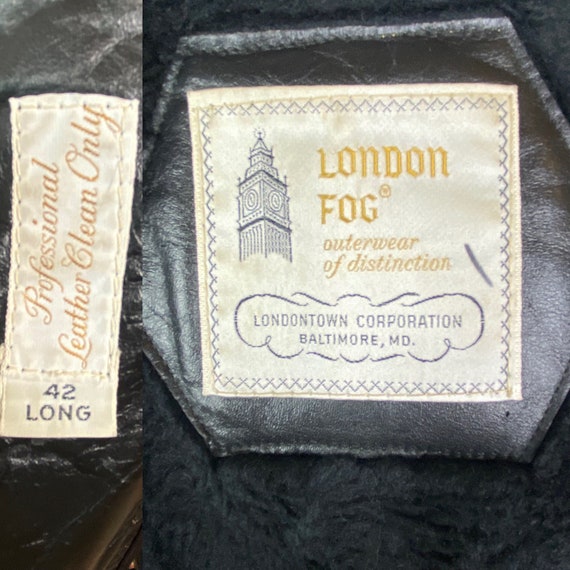 Professional
Leather Clean Only
42
LONG
LONDON
FOG®
outerwear
of distinction
LONDONTOWN CORPORATION
BALTIMORE, MD.